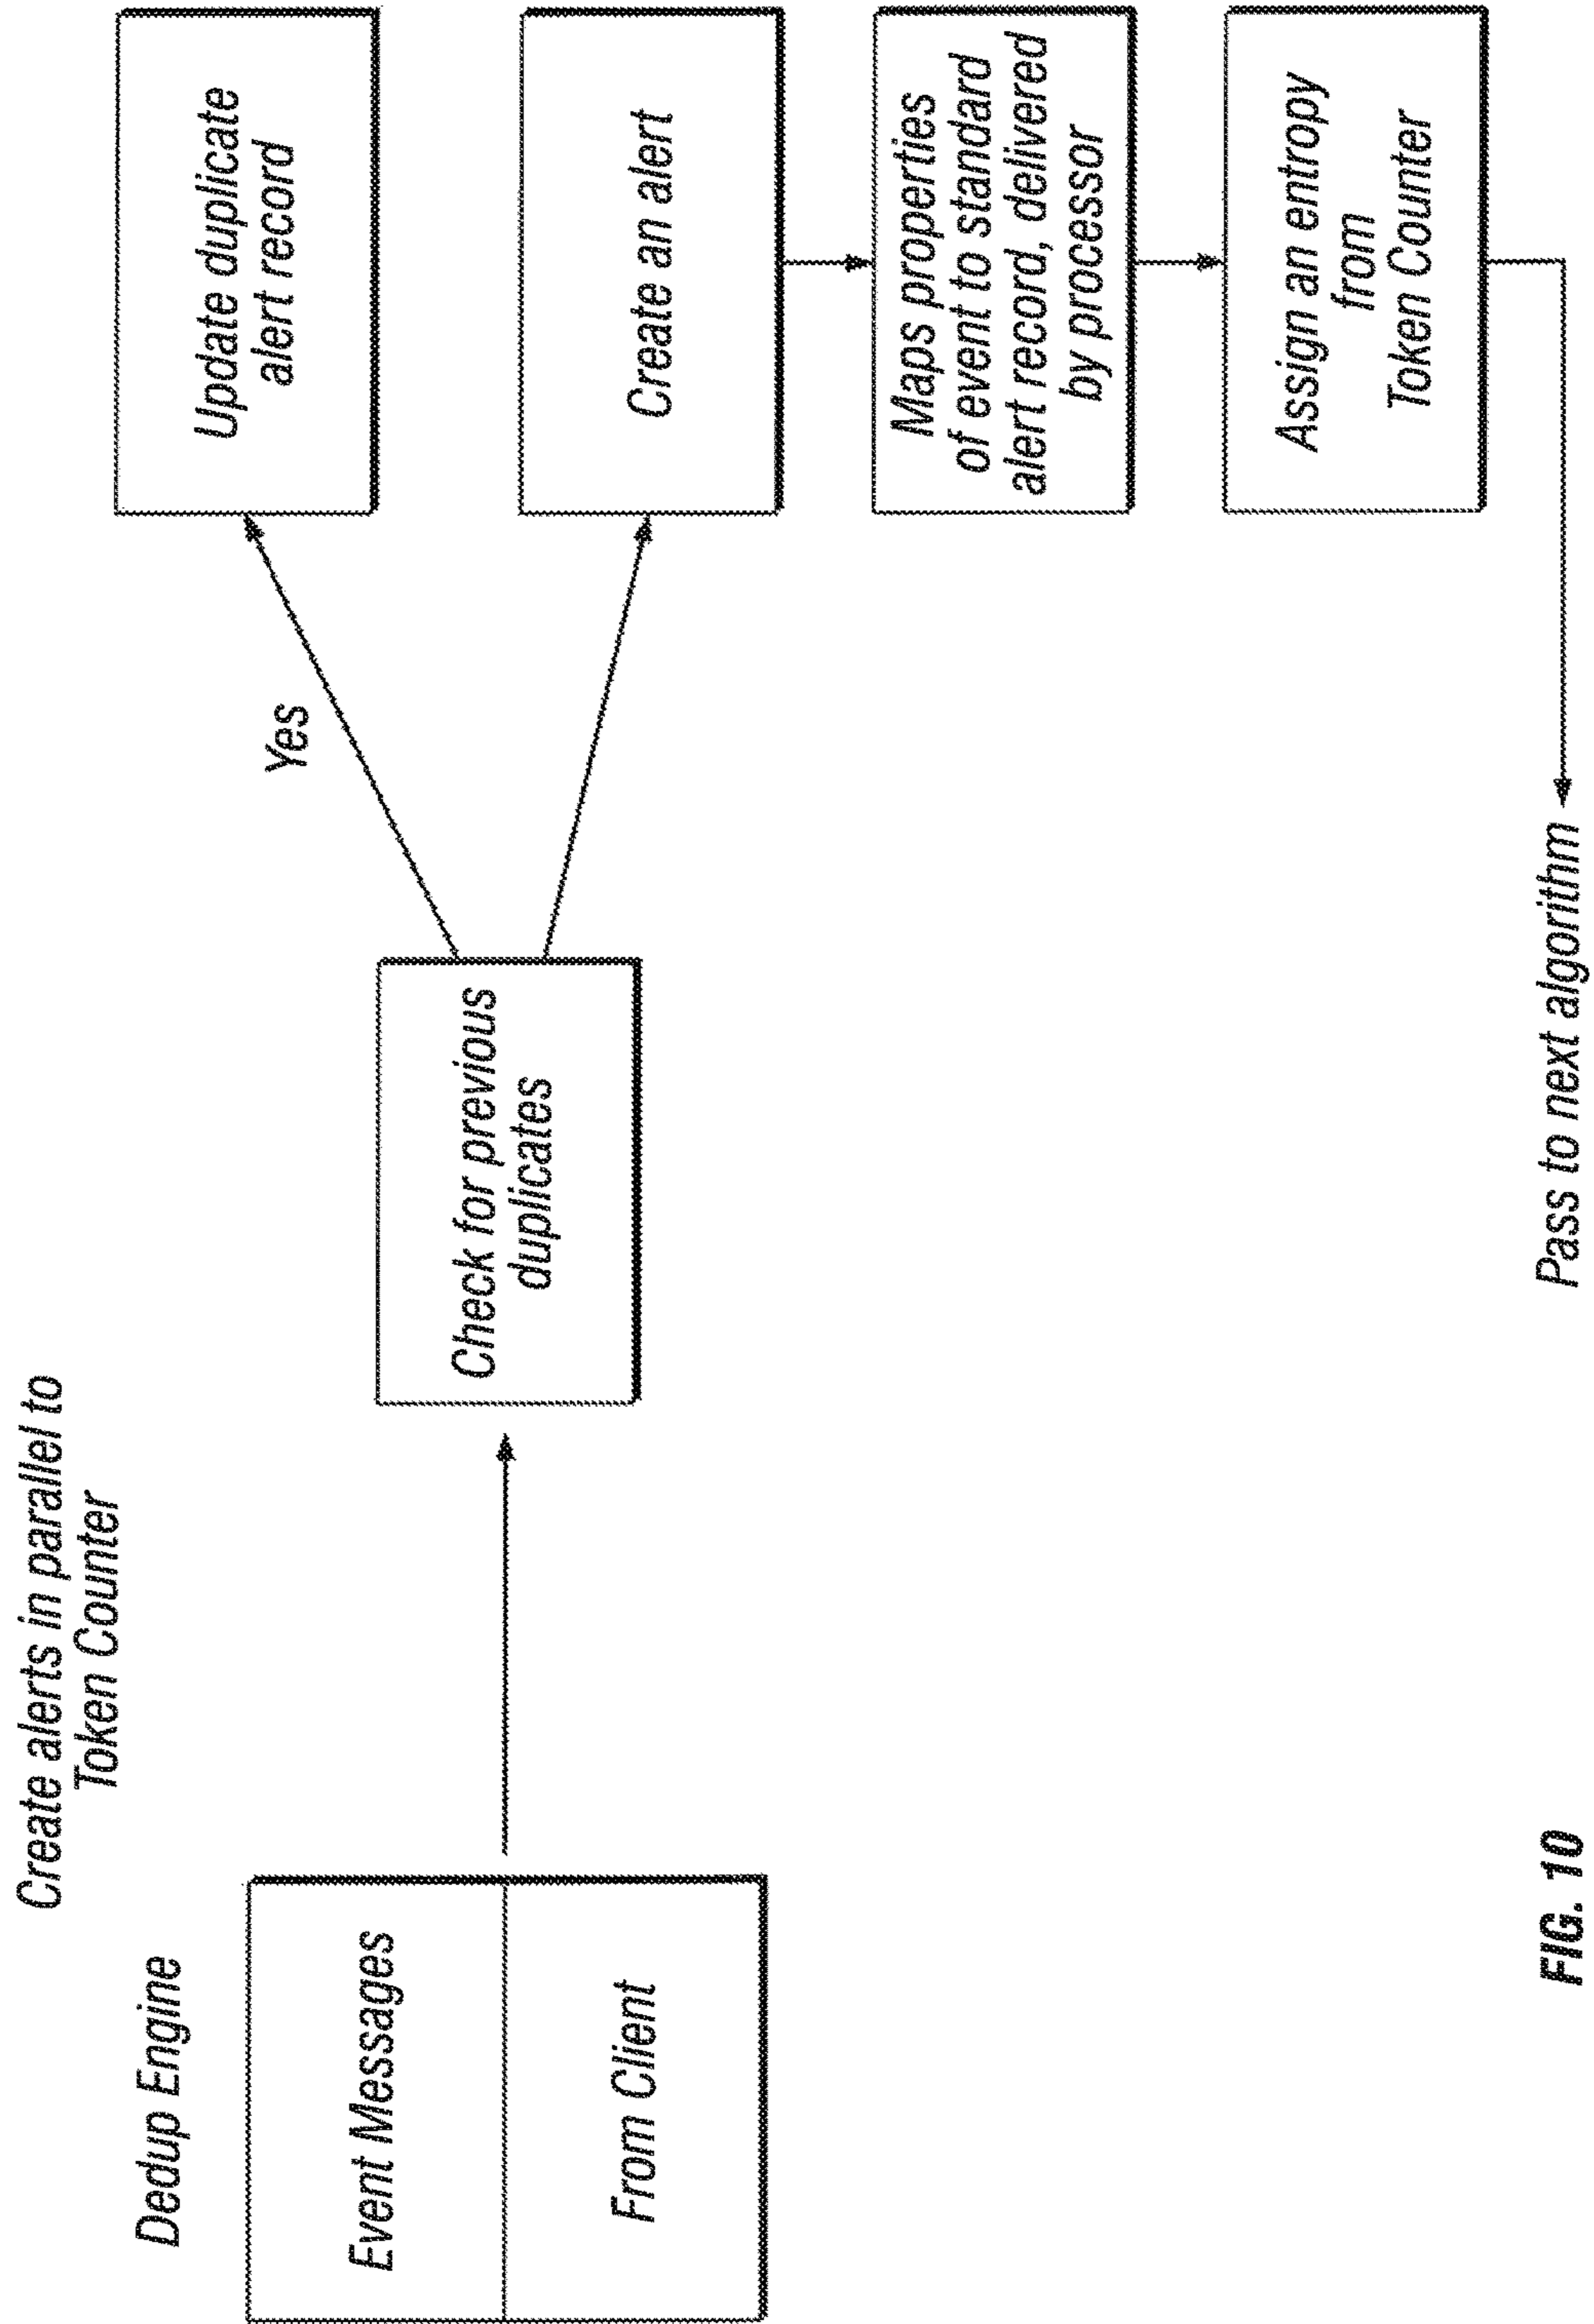 Create alerts in parallel to
Token Counter
Dedup Engine
Event Messages
From Client
Check for previous
duplicates
Yes
Update duplicate
alert record
Create an alert
Maps properties
of event to standard
alert record, delivered
by processor
Assign an entropy
from
Token Counter
Pass to next algorithm
FIG. 10